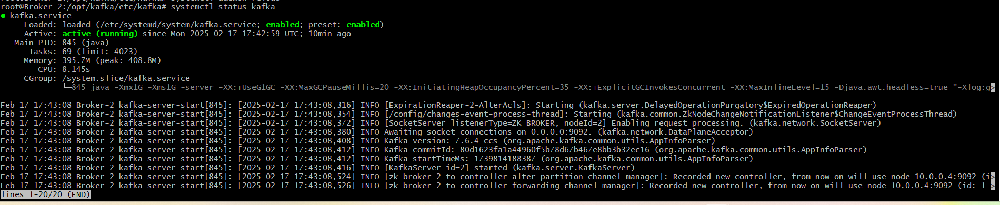 root@Broker-2:/opt/kafka/etc/kafka# systemctl status kafka
● kafka.service
     Loaded: loaded (/etc/systemd/system/kafka.service; enabled; preset: enabled)
     Active: active (running) since Mon 2025-02-17 17:42:59 UTC; 10min ago
   Main PID: 845 (java)
      Tasks: 69 (limit: 4023)
     Memory: 395.7M (peak: 408.8M)
        CPU: 8.145s
     CGroup: /system.slice/kafka.service
             └─845 java -Xmx1G -Xms1G -server -XX:+UseG1GC -XX:MaxGCPauseMillis=20 -XX:InitiatingHeapOccupancyPercent=35 -XX:+ExplicitGCInvokesConcurrent -XX:MaxInlineLevel=15 -Djava.awt.headless=true "-Xlog:g>
Feb 17 17:43:08 Broker-2 kafka-server-start[845]: [2025-02-17 17:43:08,316] INFO [ExpirationReaper-2-AlterAcls]: Starting (kafka.server.DelayedOperationPurgatory$ExpiredOperationReaper)
Feb 17 17:43:08 Broker-2 kafka-server-start[845]: [2025-02-17 17:43:08,354] INFO [/config/changes-event-process-thread]: Starting (kafka.common.ZkNodeChangeNotificationListener$ChangeEventProcessThread)
Feb 17 17:43:08 Broker-2 kafka-server-start[845]: [2025-02-17 17:43:08,372] INFO [SocketServer listenerType=ZK_BROKER, nodeId=2] Enabling request processing. (kafka.network.SocketServer)
Feb 17 17:43:08 Broker-2 kafka-server-start[845]: [2025-02-17 17:43:08,380] INFO Awaiting socket connections on 0.0.0.0:9092. (kafka.network.DataPlaneAcceptor)
Feb 17 17:43:08 Broker-2 kafka-server-start[845]: [2025-02-17 17:43:08,408] INFO Kafka version: 7.6.4-ccs (org.apache.kafka.common.utils.AppInfoParser)
Feb 17 17:43:08 Broker-2 kafka-server-start[845]: [2025-02-17 17:43:08,412] INFO Kafka commitId: 80d1623fa1a44960f5b78d67b467e8bb3b32ec16 (org.apache.kafka.common.utils.AppInfoParser)
Feb 17 17:43:08 Broker-2 kafka-server-start[845]: [2025-02-17 17:43:08,412] INFO Kafka startTimeMs: 1739814188387 (org.apache.kafka.common.utils.AppInfoParser)
Feb 17 17:43:08 Broker-2 kafka-server-start[845]: [2025-02-17 17:43:08,416] INFO [KafkaServer id=2] started (kafka.server.KafkaServer)
Feb 17 17:43:08 Broker-2 kafka-server-start[845]: [2025-02-17 17:43:08,524] INFO [zk-broker-2-to-controller-alter-partition-channel-manager]: Recorded new controller, from now on will use node 10.0.0.4:9092 (i>
Feb 17 17:43:08 Broker-2 kafka-server-start[845]: [2025-02-17 17:43:08,526] INFO [zk-broker-2-to-controller-forwarding-channel-manager]: Recorded new controller, from now on will use node 10.0.0.4:9092 (id: 1 >
lines 1-20/20 (END)